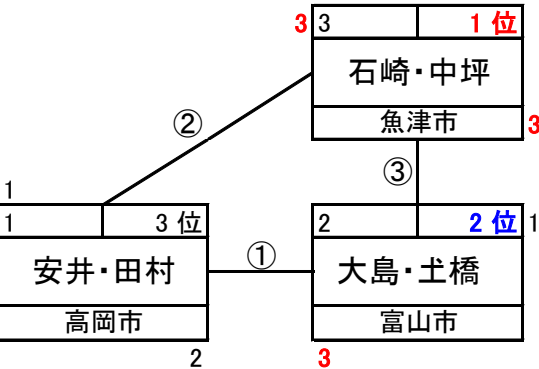 3 3 1 位
石崎・中坪
魚津市 3
②
③
1
1 3 位
2 2 位 1
①
安井・田村
大島・土橋
高岡市
富山市
2
3